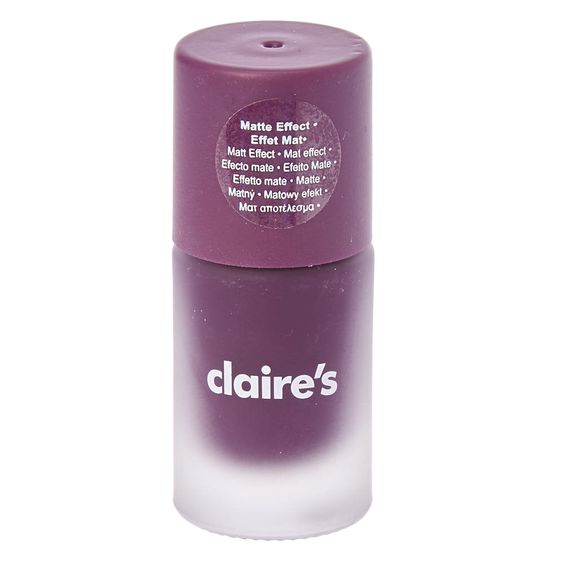 Matte Effect •
Effet Mat•
Matt Effect • Mat effect •
Efecto mate • Efeito Mate •
Effetto mate • Matte •
Matný • Matowy efekt •
Ματ αποτέλεσμα •
claire's